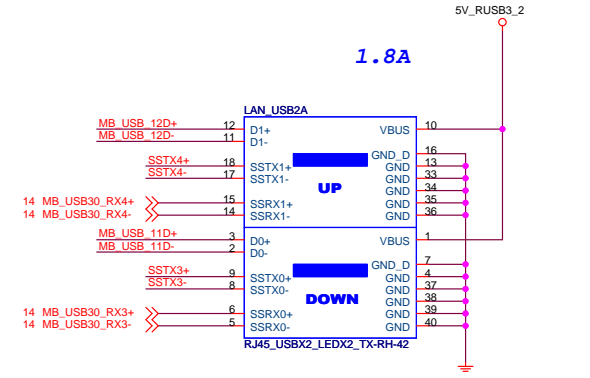 5V_RUSB3_2
1.8A
LAN_USB2A
MB_USB_12D+ 12 D1+ VBUS 10
MB_USB_12D- 11 D1-
GND_D 16
SSTX4+ 18 SSTX1+ GND 13
SSTX4- 17 SSTX1- GND 33
UP
GND 34
14 MB_USB30_RX4+ 15 SSRX1+ GND 35
14 MB_USB30_RX4- 14 SSRX1- GND 36
MB_USB_11D+ 3 D0+ VBUS 1
MB_USB_11D- 2 D0-
GND_D 7
SSTX3+ 9 SSTX0+ GND 4
SSTX3- 8 SSTX0- GND 37
DOWN
GND 38
14 MB_USB30_RX3+ 6 SSRX0+ GND 39
14 MB_USB30_RX3- 5 SSRX0- GND 40
RJ45_USBX2_LEDX2_TX-RH-42